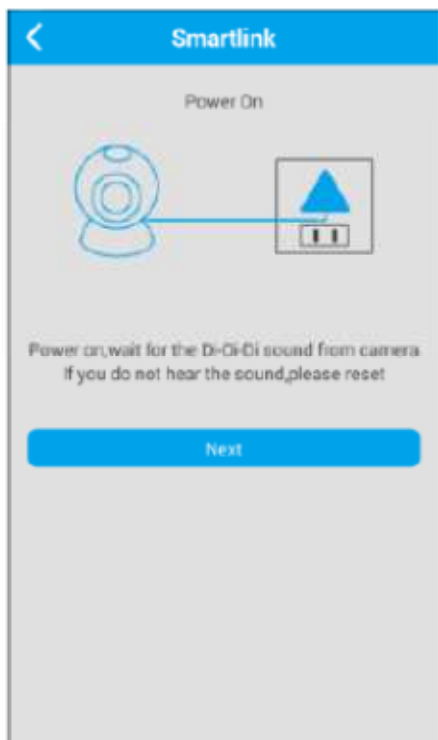 Smartlink
Power On
Power on,wait for the Di-Di-Di sound from camera
If you do not hear the sound,please reset
Next